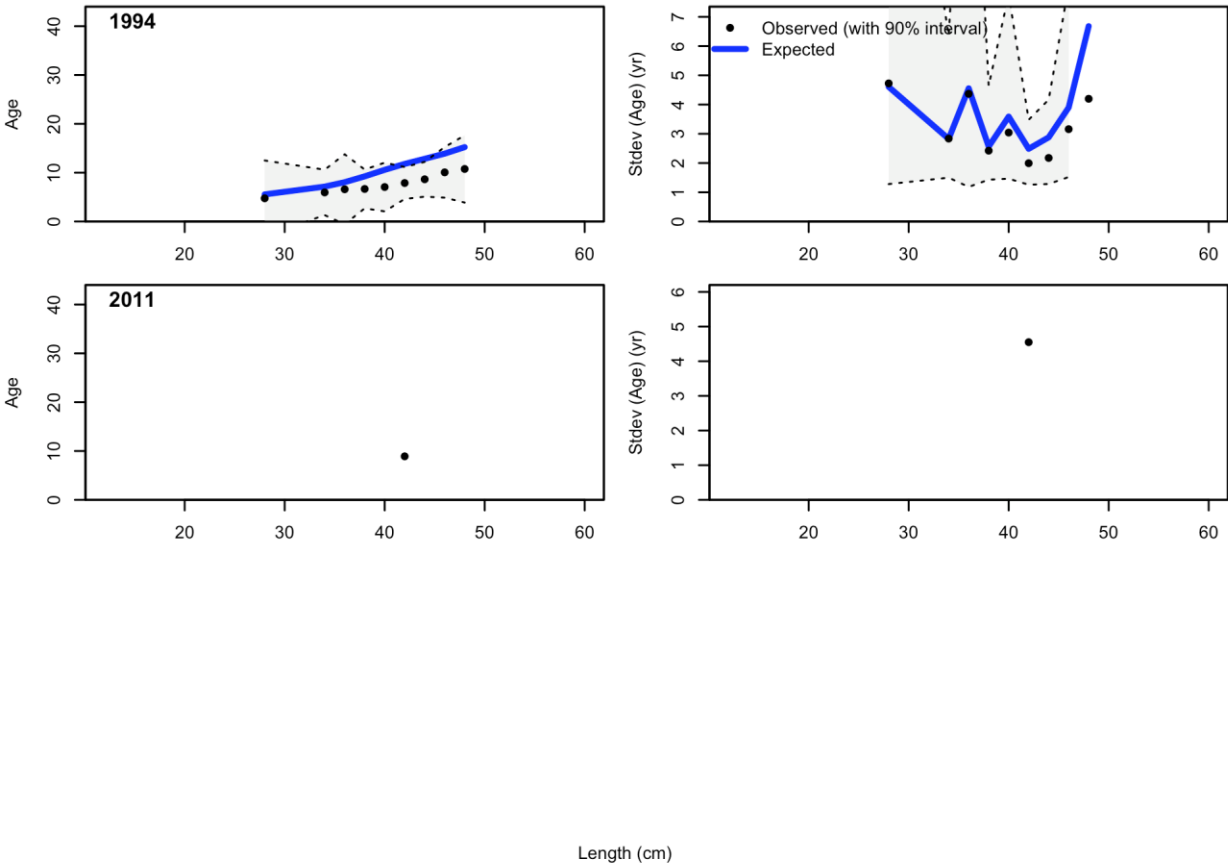 1994
Age
0 10 20 30 40
20 30 40 50 60
Observed (with 90% interval)
Expected
Stdev (Age) (yr)
0 1 2 3 4 5 6 7
20 30 40 50 60
2011
Age
0 10 20 30 40
20 30 40 50 60
Stdev (Age) (yr)
0 1 2 3 4 5 6
20 30 40 50 60
Length (cm)